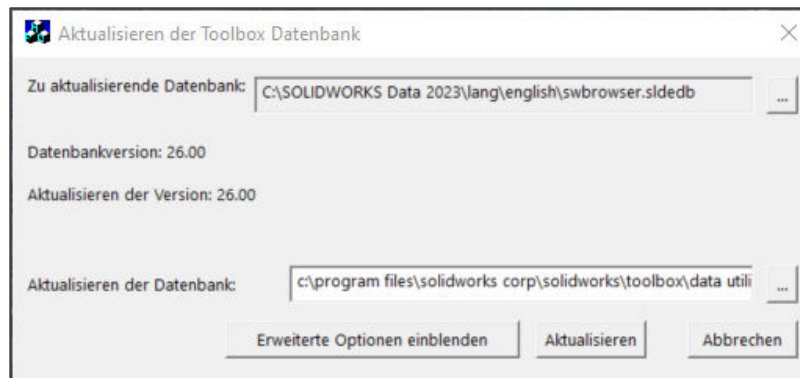 Aktualisieren der Toolbox Datenbank
Zu aktualisierende Datenbank: C:\SOLIDWORKS Data 2023\lang\english\swbrowser.sldedb ...
Datenbankversion: 26.00
Aktualisieren der Version: 26.00
Aktualisieren der Datenbank: c:\program files\solidworks corp\solidworks\toolbox\data utili ...
Erweiterte Optionen einblenden Aktualisieren Abbrechen